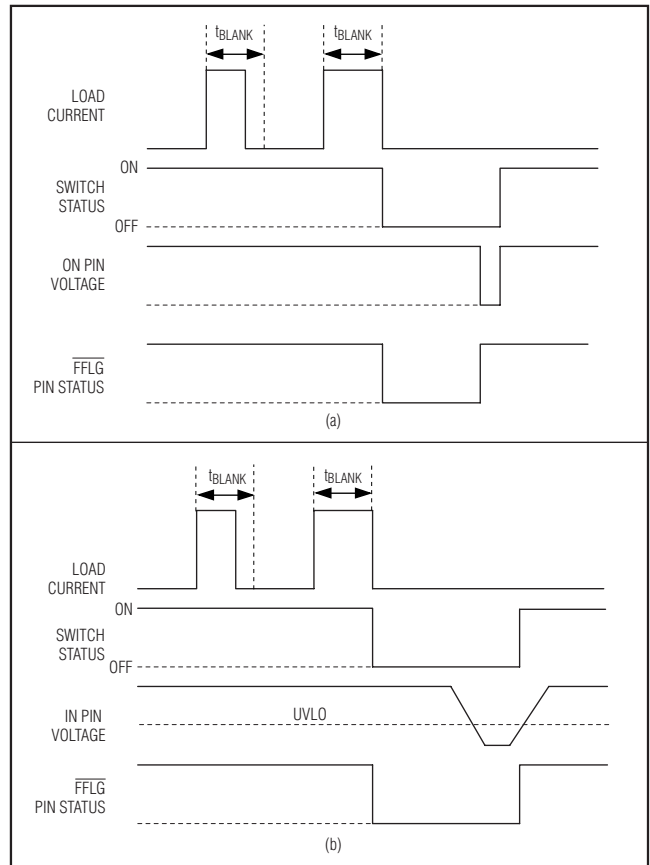 tBLANK tBLANK
LOAD
CURRENT
ON
SWITCH
STATUS
OFF
ON PIN
VOLTAGE
FFLG
PIN STATUS
(a)
tBLANK tBLANK
LOAD
CURRENT
ON
SWITCH
STATUS
OFF
IN PIN
VOLTAGE
UVLO
FFLG
PIN STATUS
(b)